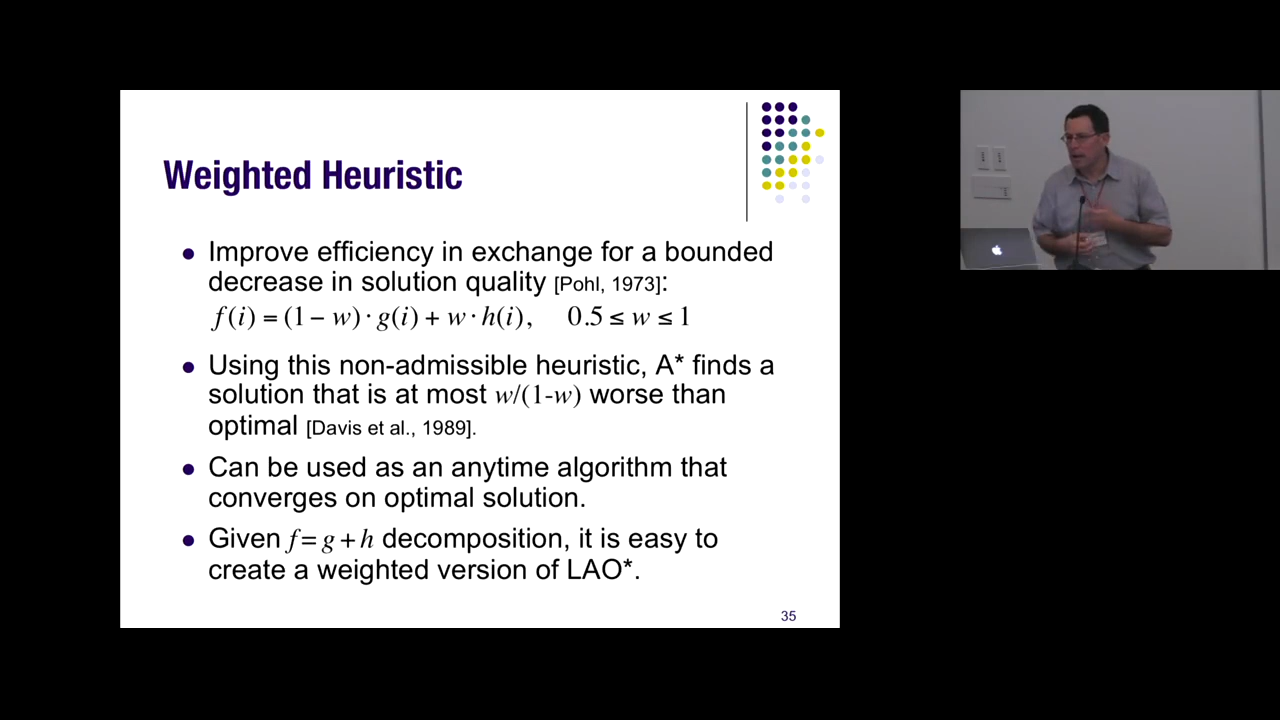 Weighted Heuristic
● Improve efficiency in exchange for a bounded
decrease in solution quality [Pohl, 1973]:
f(i) = (1 − w)· g(i) + w · h(i),    0.5 ≤ w ≤ 1
● Using this non-admissible heuristic, A* finds a
solution that is at most w/(1-w) worse than
optimal [Davis et al., 1989].
● Can be used as an anytime algorithm that
converges on optimal solution.
● Given f= g + h decomposition, it is easy to
create a weighted version of LAO*.
35